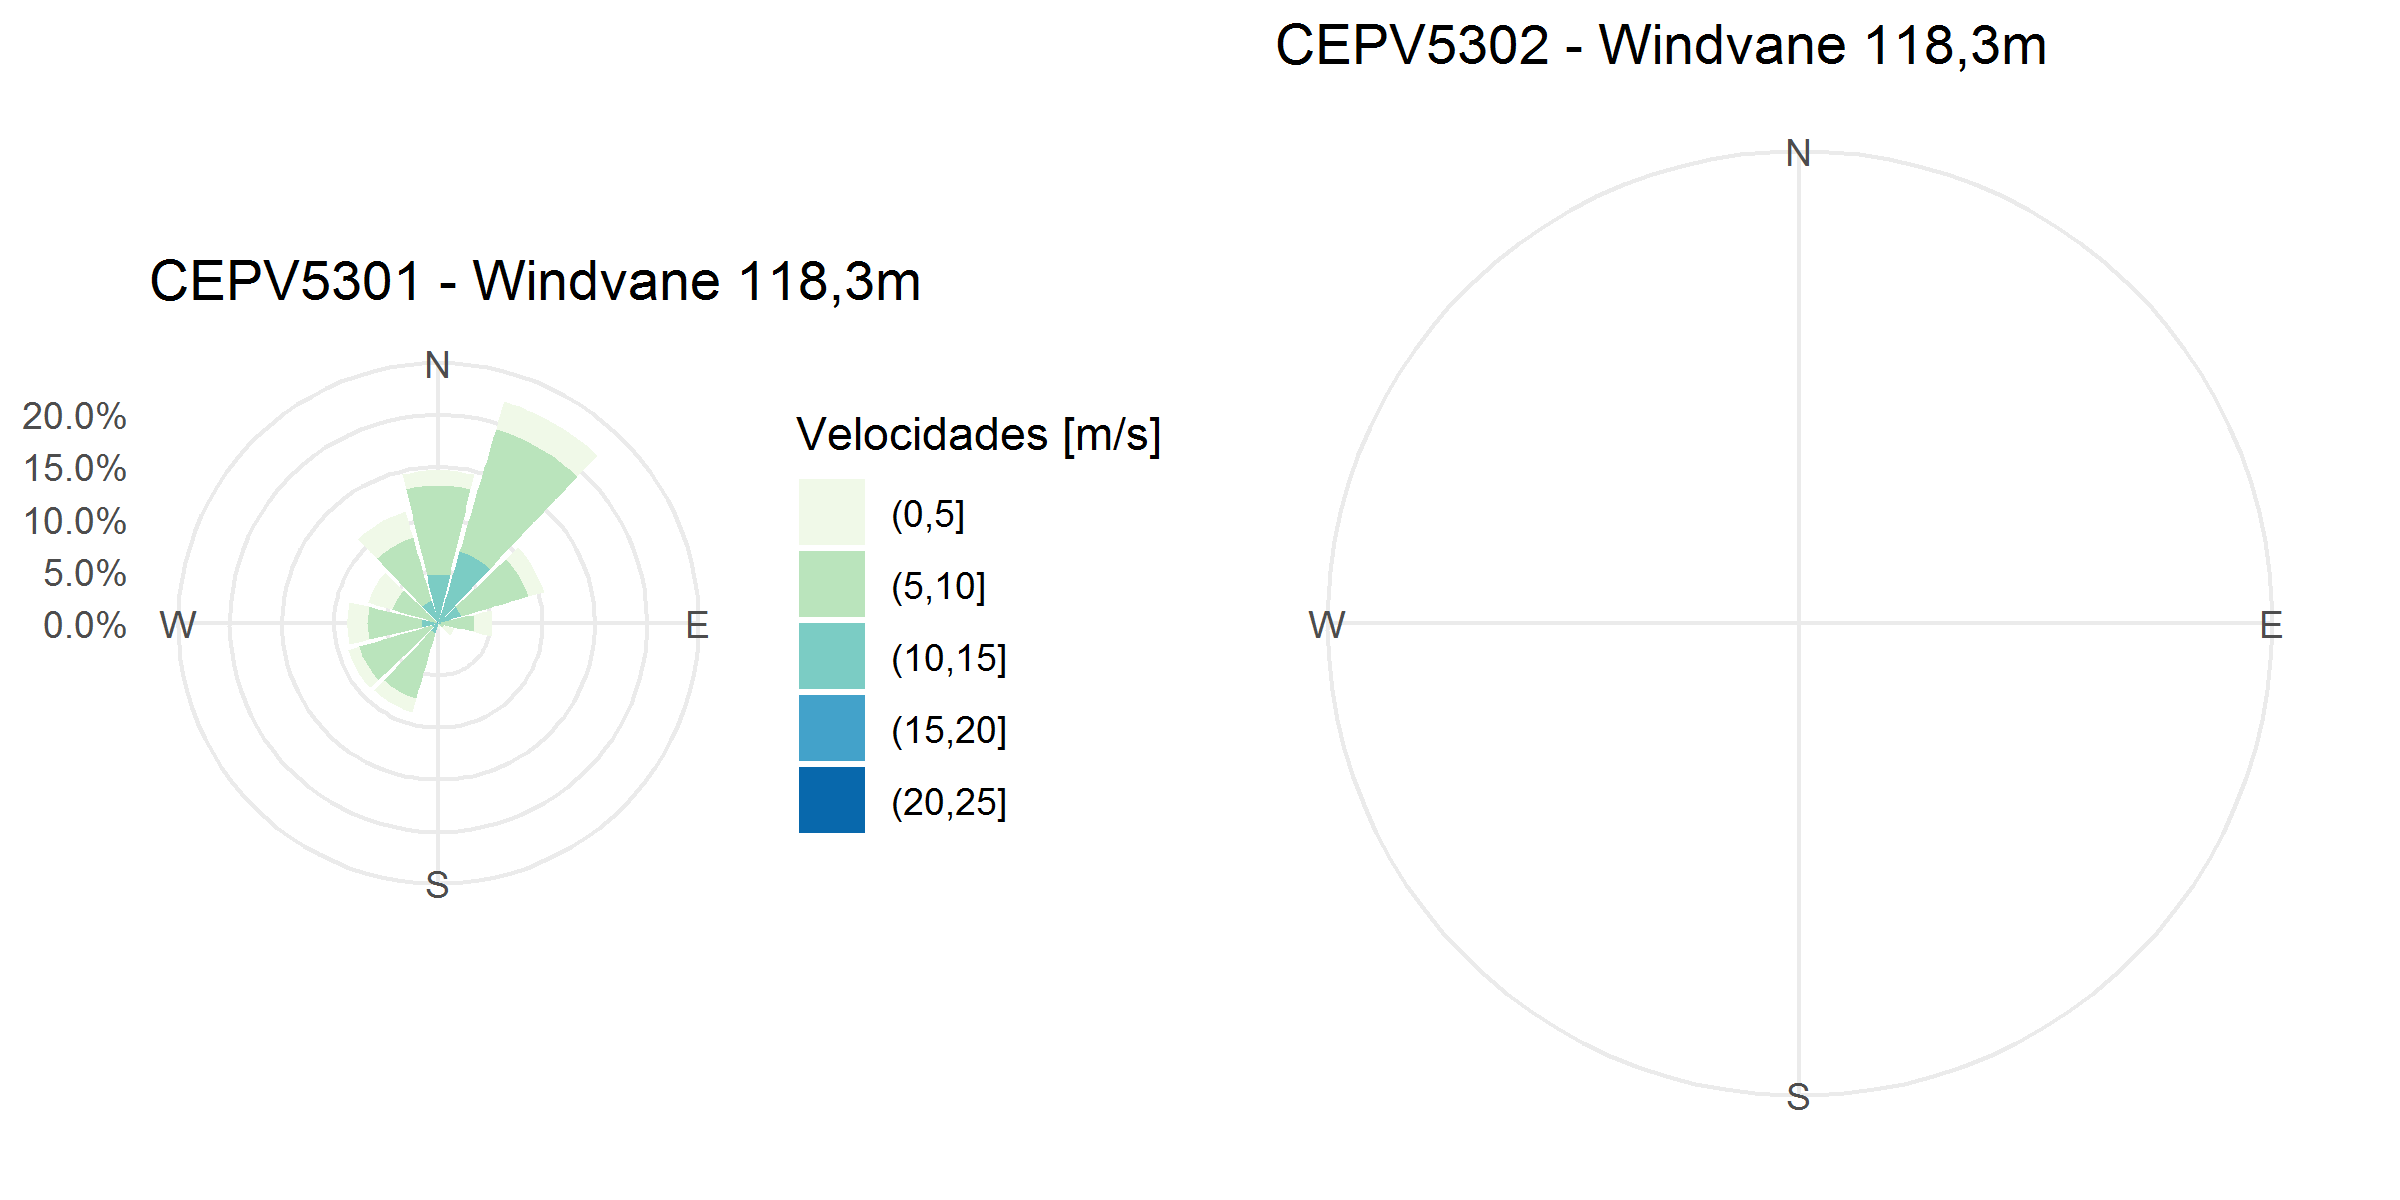 CEPV5301 - Windvane 118,3m
N
20.0%
15.0%
10.0%
5.0%
0.0%
W
E
S
Velocidades [m/s]
(0,5]
(5,10]
(10,15]
(15,20]
(20,25]
CEPV5302 - Windvane 118,3m
N
W
E
S